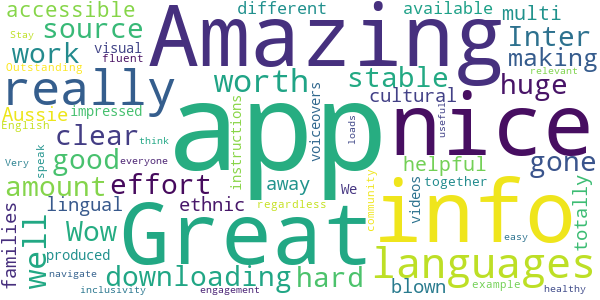 accessible different available multi
Stay visual Amazing Inter
source fluent making
work
Outstanding really worth stable huge
Aussie impressed cultural relevant
English clear instructions voiceovers app nice useful
Very think good loads helpful gone
speak everyone away We together
amount effort videos totally
families lingual ethnic regardless community info
well Wow Great easy
produced downloading hard languages
navigate inclusivity engagement blown example healthy